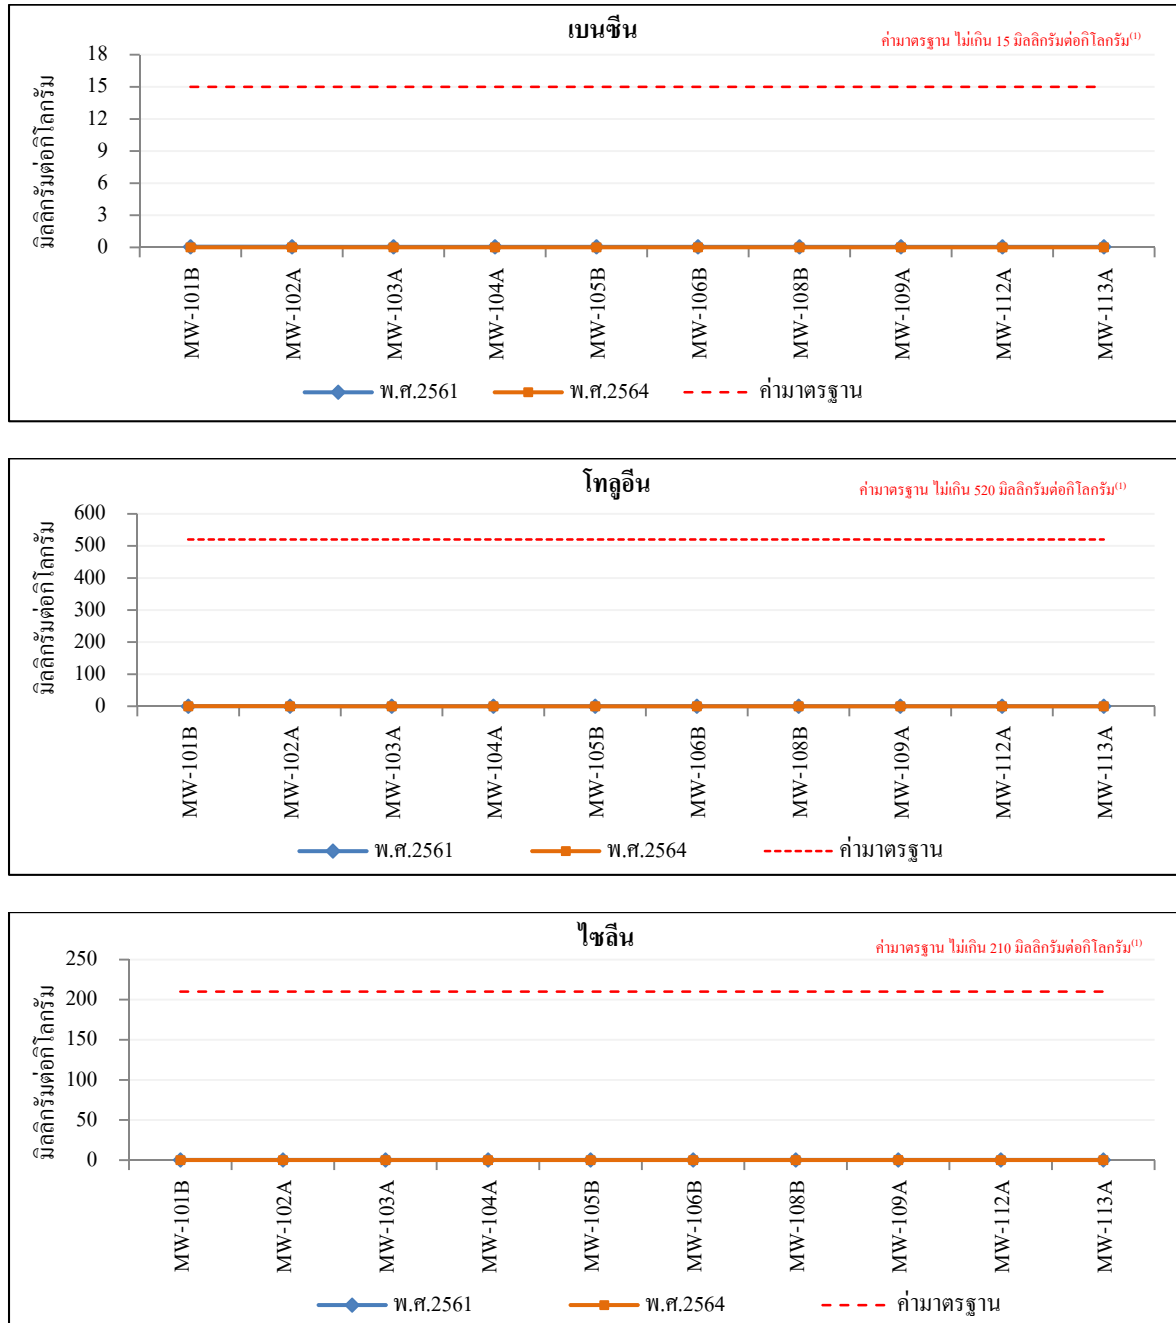 เบนซีน
ค่ามาตรฐาน ไม่เกิน 15 มิลลิกรัมต่อกิโลกรัม⁽¹⁾
มิลลิกรัมต่อกิโลกรัม
18
15
12
9
6
3
0
MW-101B
MW-102A
MW-103A
MW-104A
MW-105B
MW-106B
MW-108B
MW-109A
MW-112A
MW-113A
พ.ศ.2561 พ.ศ.2564 ค่ามาตรฐาน
โทลูอีน
ค่ามาตรฐาน ไม่เกิน 520 มิลลิกรัมต่อกิโลกรัม⁽¹⁾
มิลลิกรัมต่อกิโลกรัม
600
500
400
300
200
100
0
MW-101B
MW-102A
MW-103A
MW-104A
MW-105B
MW-106B
MW-108B
MW-109A
MW-112A
MW-113A
พ.ศ.2561 พ.ศ.2564 ค่ามาตรฐาน
ไซลีน
ค่ามาตรฐาน ไม่เกิน 210 มิลลิกรัมต่อกิโลกรัม⁽¹⁾
มิลลิกรัมต่อกิโลกรัม
250
200
150
100
50
0
MW-101B
MW-102A
MW-103A
MW-104A
MW-105B
MW-106B
MW-108B
MW-109A
MW-112A
MW-113A
พ.ศ.2561 พ.ศ.2564 ค่ามาตรฐาน